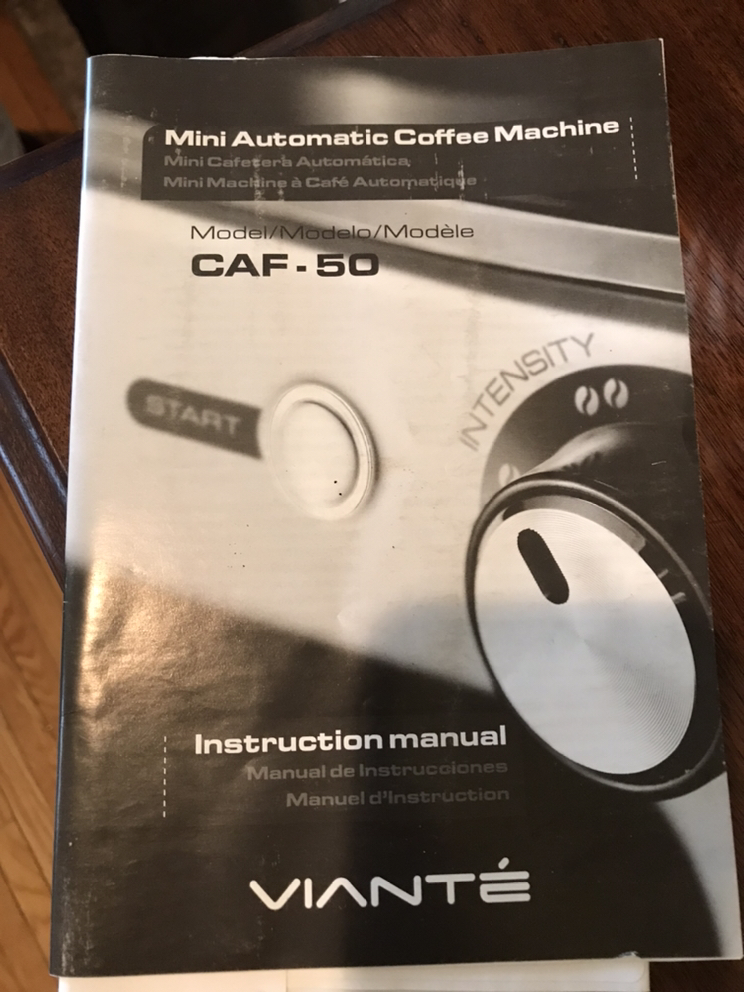 Mini Automatic Coffee Machine
Mini Cafetera Automática
Mini Machine à Café Automatique
Model/Modelo/Modèle
CAF - 50
INTENSITY
START
Instruction manual
Manual de Instrucciones
Manuel d'Instruction
VIANTÉ